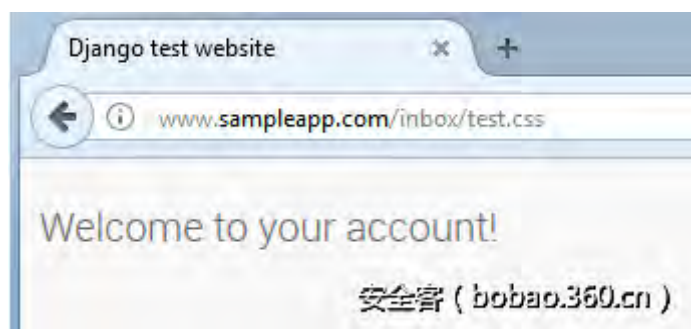 Django test website
www.sampleapp.com/inbox/test.css
Welcome to your account!
安全客 ( bobao.360.cn )